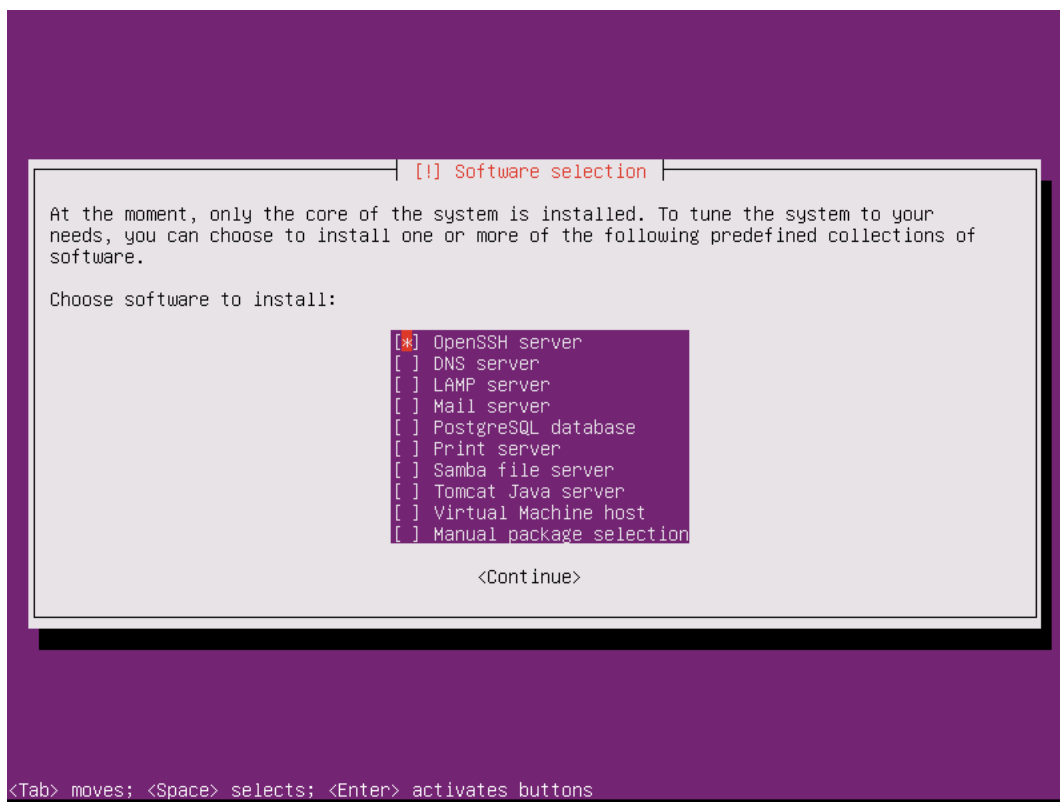 [!] Software selection
At the moment, only the core of the system is installed. To tune the system to your
needs, you can choose to install one or more of the following predefined collections of
software.
Choose software to install:
[*] OpenSSH server
[ ] DNS server
[ ] LAMP server
[ ] Mail server
[ ] PostgreSQL database
[ ] Print server
[ ] Samba file server
[ ] Tomcat Java server
[ ] Virtual Machine host
[ ] Manual package selection
<Continue>
<Tab> moves; <Space> selects; <Enter> activates buttons